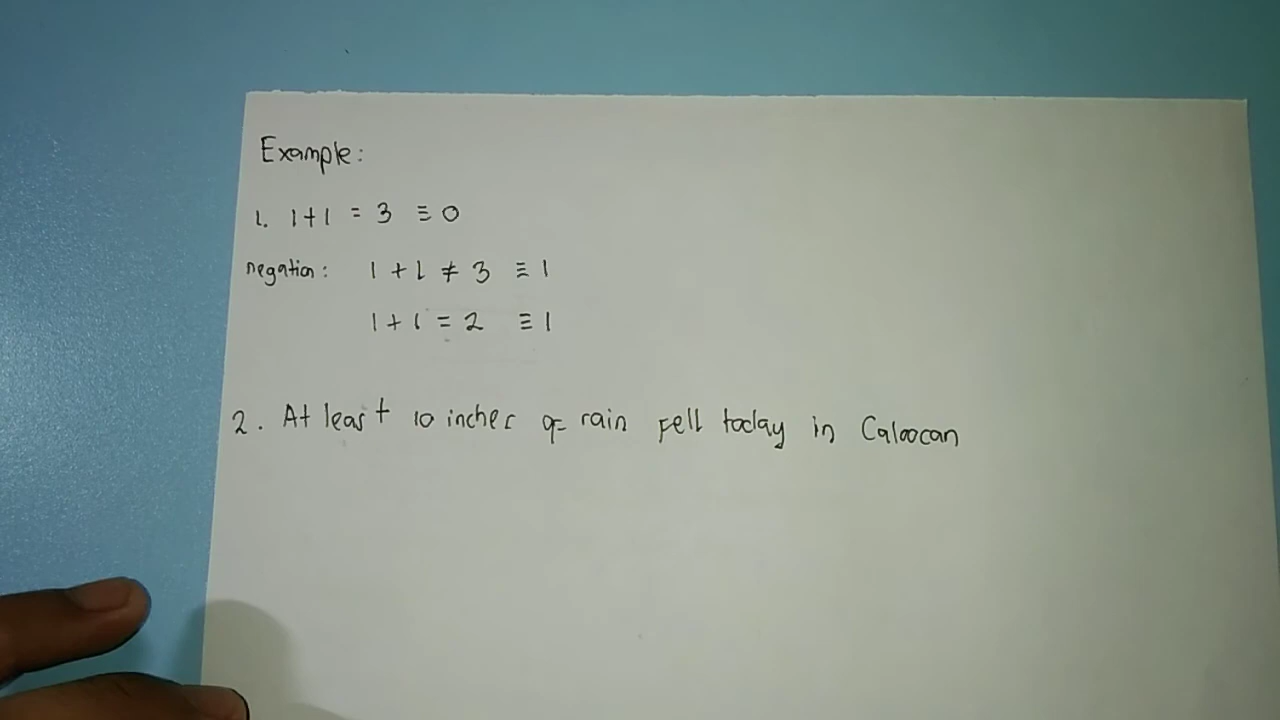 Example:
1. 1+1 = 3 ≡ 0
negation: 1 + 1 ≠ 3 ≡ 1
1 + 1 = 2 ≡ 1
2. At least 10 inches of rain fell today in Caloocan